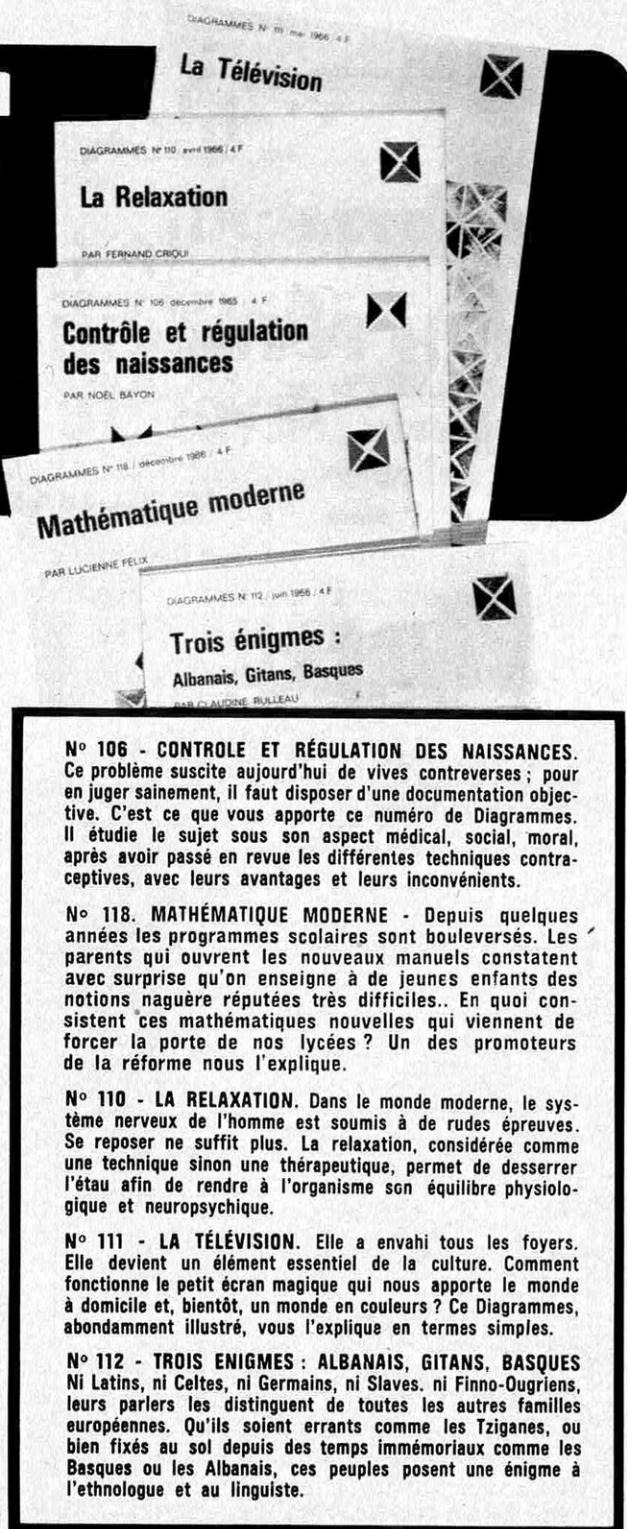 DIAGRAMMES N° 111 mai 1966 4 F
La Télévision
DIAGRAMMES N° 110 avril 1966 / 4 F
La Relaxation
PAR FERNAND CRIQUI
DIAGRAMMES N° 106 décembre 1965 / 4 F
Contrôle et régulation
des naissances
PAR NOËL BAYON
DIAGRAMMES N° 118 / décembre 1966 / 4 F
Mathématique moderne
PAR LUCIENNE FÉLIX
DIAGRAMMES N° 112 / juin 1966 / 4 F
Trois énigmes :
Albanais, Gitans, Basques
PAR CLAUDINE RULLEAU
N° 106 - CONTROLE ET RÉGULATION DES NAISSANCES.
Ce problème suscite aujourd'hui de vives contreverses ; pour
en juger sainement, il faut disposer d'une documentation objec-
tive. C'est ce que vous apporte ce numéro de Diagrammes.
Il étudie le sujet sous son aspect médical, social, moral,
après avoir passé en revue les différentes techniques contra-
ceptives, avec leurs avantages et leurs inconvénients.
N° 118. MATHÉMATIQUE MODERNE - Depuis quelques
années les programmes scolaires sont bouleversés. Les
parents qui ouvrent les nouveaux manuels constatent
avec surprise qu'on enseigne à de jeunes enfants des
notions naguère réputées très difficiles.. En quoi con-
sistent ces mathématiques nouvelles qui viennent de
forcer la porte de nos lycées ? Un des promoteurs
de la réforme nous l'explique.
N° 110 - LA RELAXATION. Dans le monde moderne, le sys-
tème nerveux de l'homme est soumis à de rudes épreuves.
Se reposer ne suffit plus. La relaxation, considérée comme
une technique sinon une thérapeutique, permet de desserrer
l'étau afin de rendre à l'organisme son équilibre physiolo-
gique et neuropsychique.
N° 111 - LA TÉLÉVISION. Elle a envahi tous les foyers.
Elle devient un élément essentiel de la culture. Comment
fonctionne le petit écran magique qui nous apporte le monde
à domicile et, bientôt, un monde en couleurs ? Ce Diagrammes,
abondamment illustré, vous l'explique en termes simples.
N° 112 - TROIS ENIGMES : ALBANAIS, GITANS, BASQUES
Ni Latins, ni Celtes, ni Germains, ni Slaves. ni Finno-Ougriens,
leurs parlers les distinguent de toutes les autres familles
européennes. Qu'ils soient errants comme les Tziganes, ou
bien fixés au sol depuis des temps immémoriaux comme les
Basques ou les Albanais, ces peuples posent une énigme à
l'ethnologue et au linguiste.